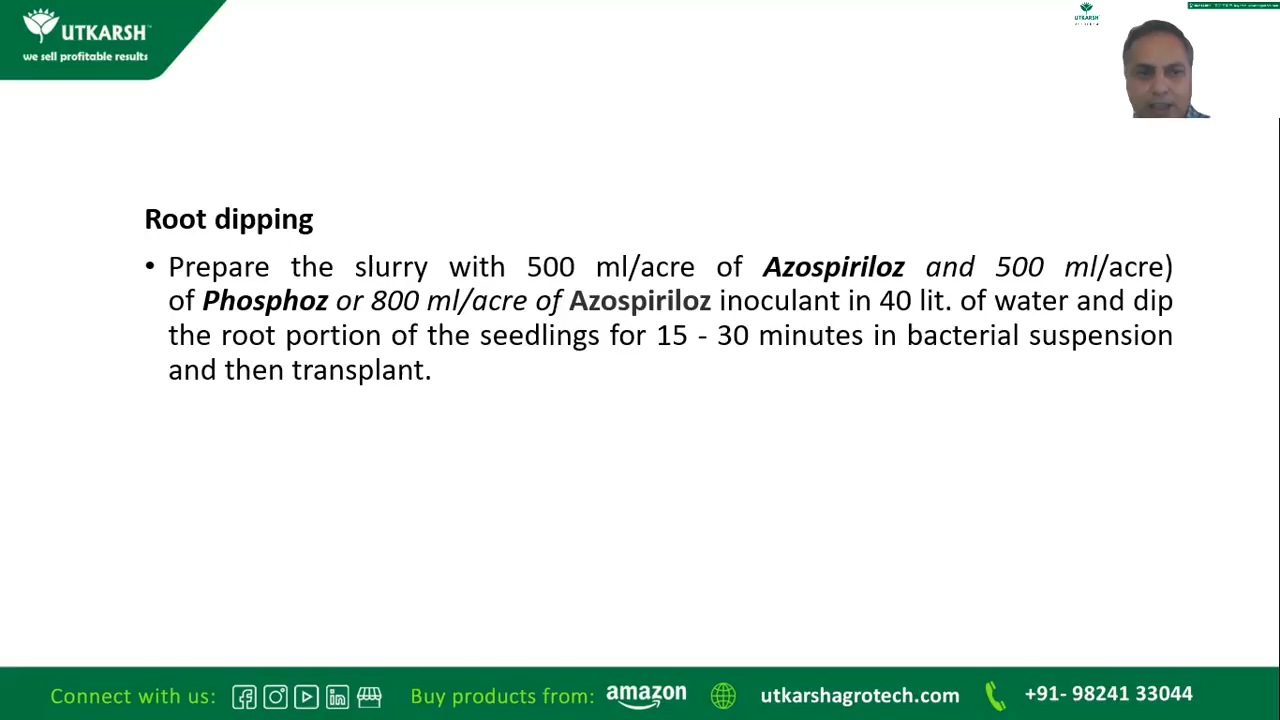 UTKARSH™
we sell profitable results
UTKARSH
Root dipping
• Prepare the slurry with 500 ml/acre of Azospiriloz and 500 ml/acre)
of Phosphoz or 800 ml/acre of Azospiriloz inoculant in 40 lit. of water and dip
the root portion of the seedlings for 15 - 30 minutes in bacterial suspension
and then transplant.
Connect with us: Buy products from: amazon utkarshagrotech.com +91- 98241 33044